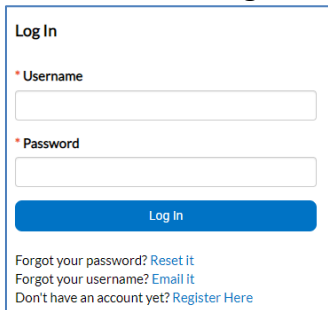 Log In
* Username
* Password
Log In
Forgot your password? Reset it
Forgot your username? Email it
Don't have an account yet? Register Here